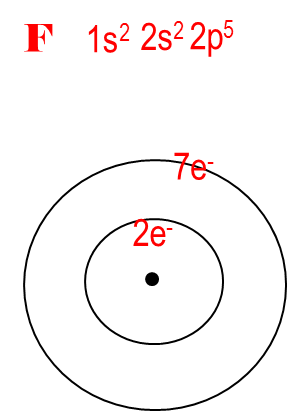 F 1s² 2s² 2p⁵
7e⁻
2e⁻